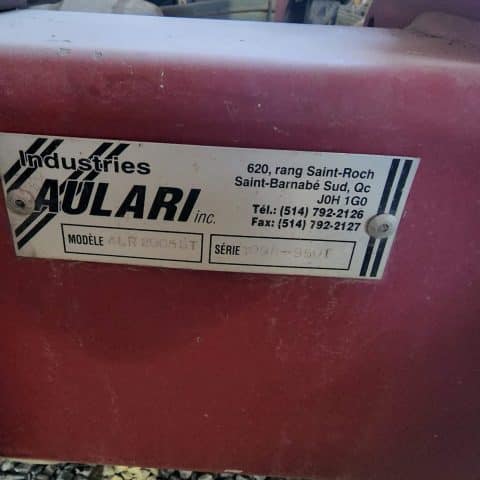 Industries
AULARI inc.
620, rang Saint-Roch
Saint-Barnabé Sud, Qc
J0H 1G0
Tél.: (514) 792-2126
Fax: (514) 792-2127
MODÈLE
SÉRIE